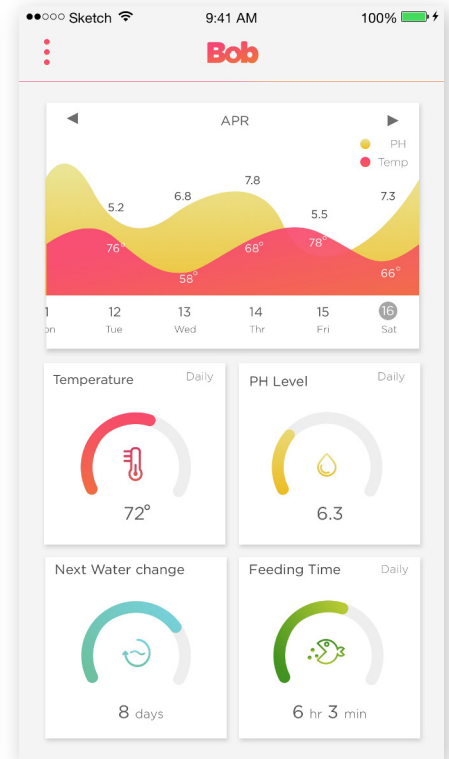 Sketch 9:41 AM 100%
Bob
APR
PH
Temp
7.8
6.8 7.3
5.2 5.5
76° 68° 78°
58° 66°
12 13 14 15 16
Tue Wed Thr Fri Sat
Temperature Daily
72°
PH Level Daily
6.3
Next Water change
8 days
Feeding Time Daily
6 hr 3 min